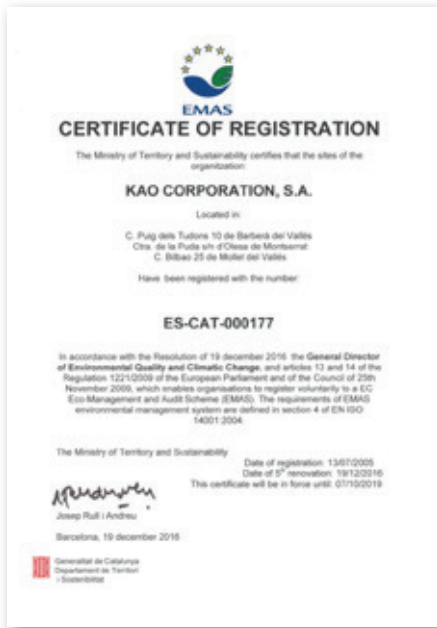 EMAS
CERTIFICATE OF REGISTRATION
The Ministry of Territory and Sustainability certifies that the sites of the
organitzation:
KAO CORPORATION, S.A.
Located in:
C. Puig dels Tudons 10 de Barberà del Vallès
Ctra. de la Puda s/n d'Olesa de Montserrat
C. Bilbao 25 de Mollet del Vallès
Have been registered with the number:
ES-CAT-000177
In accordance with the Resolution of 19 december 2016 the General Director
of Environmental Quality and Climatic Change, and articles 13 and 14 of the
Regulation 1221/2009 of the European Parliament and of the Council of 25th
November 2009, which enables organisations to register voluntarily to a EC
Eco-Management and Audit Scheme (EMAS). The requirements of EMAS
environmental management system are defined in section 4 of EN ISO
14001:2004.
The Ministry of Territory and Sustainability
Date of registration: 13/07/2005
Date of 5th renovation: 19/12/2016
This certificate will be in force until: 07/10/2019
Josep Rull i Andreu
Barcelona, 19 december 2016
Generalitat de Catalunya
Departament de Territori
i Sostenibilitat